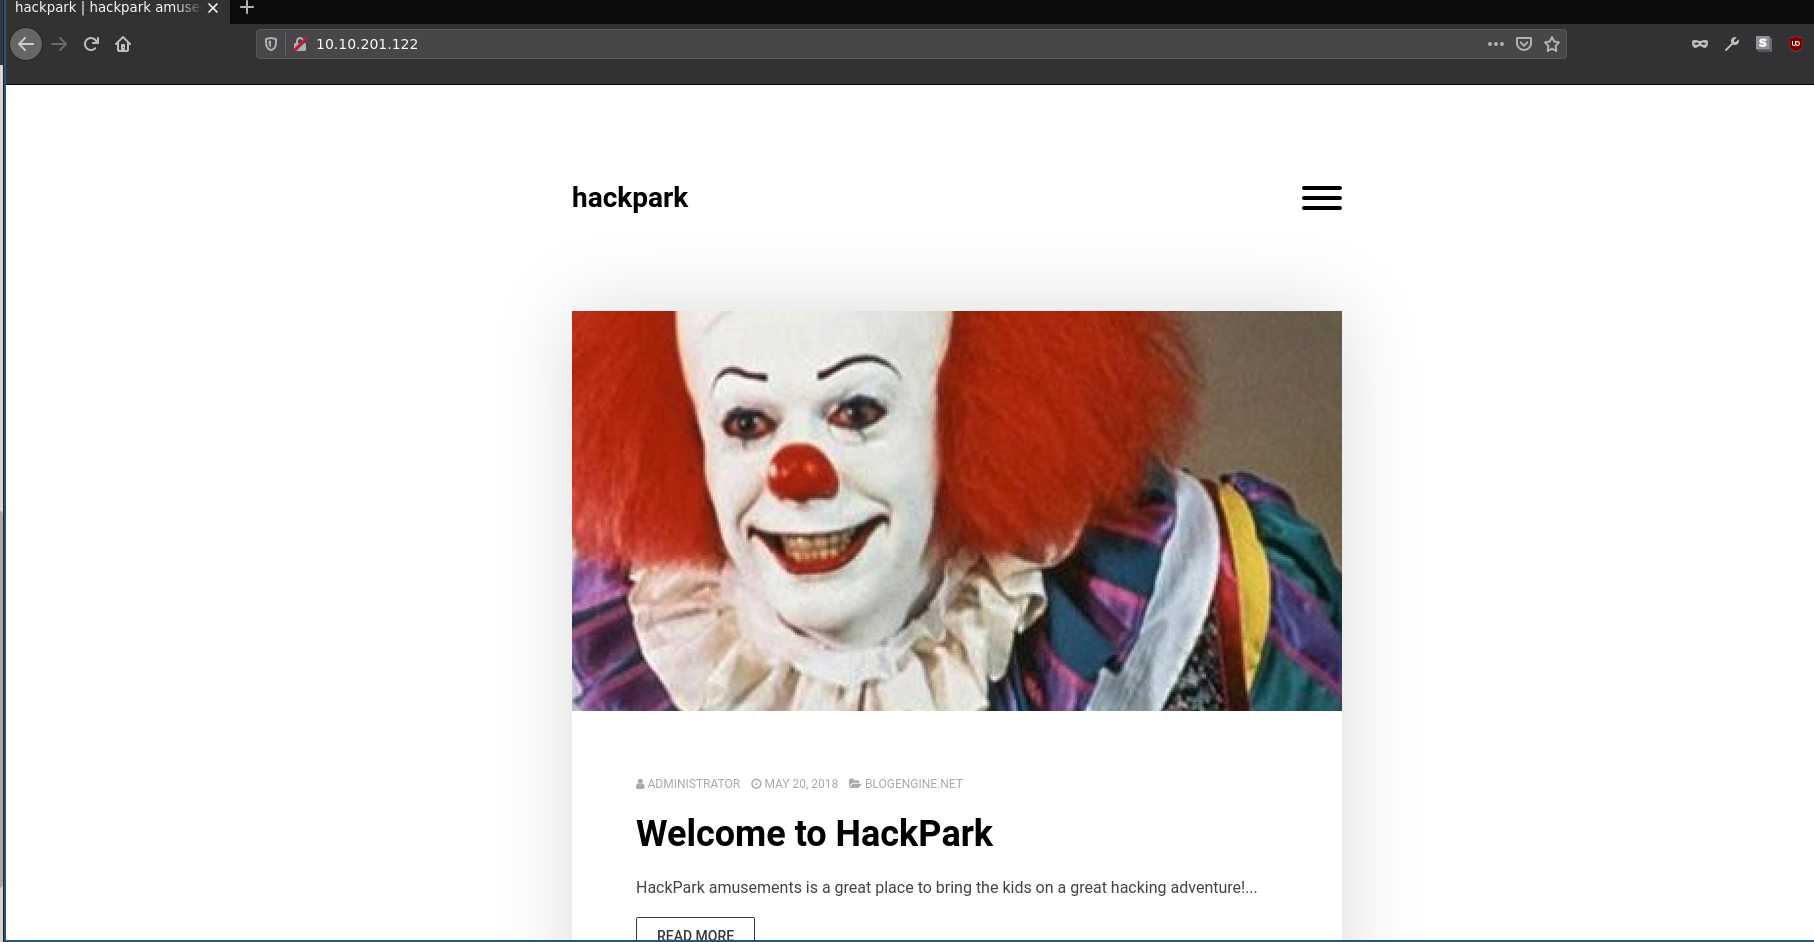 hackpark | hackpark amuse
10.10.201.122
hackpark
ADMINISTRATOR MAY 20, 2018 BLOGENGINE.NET
Welcome to HackPark
HackPark amusements is a great place to bring the kids on a great hacking adventure!...
READ MORE